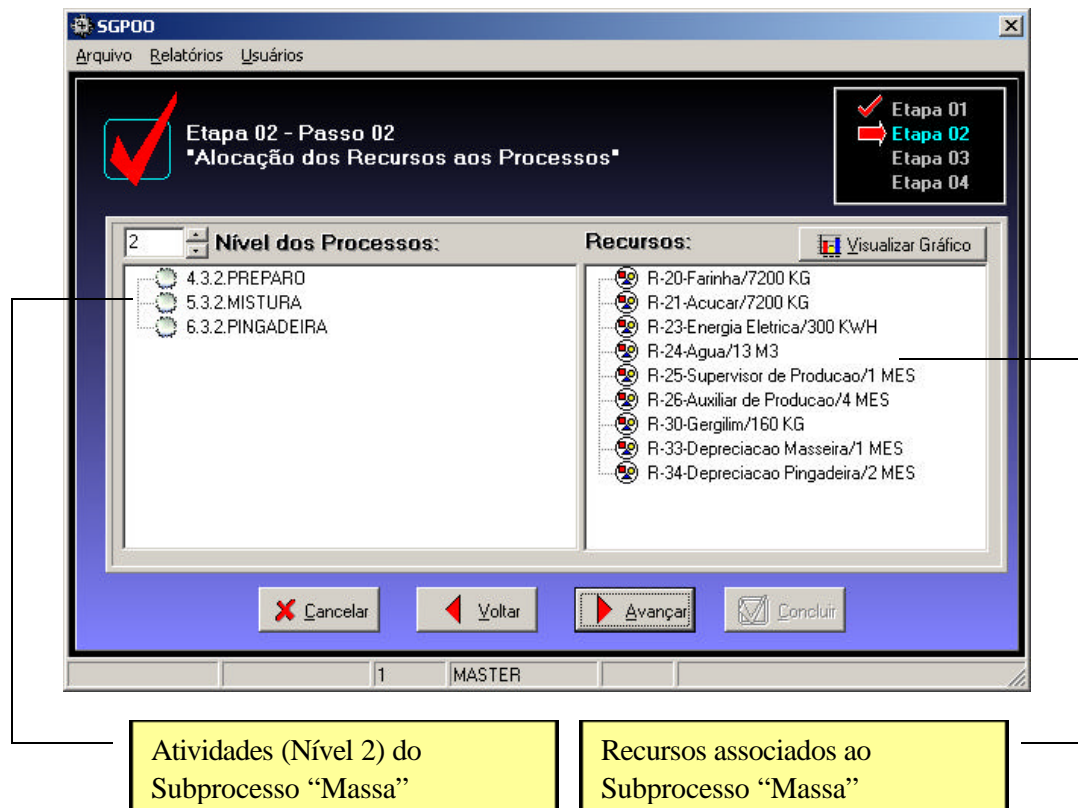 SGPOO
Arquivo Relatórios Usuários
Etapa 02 - Passo 02
"Alocação dos Recursos aos Processos"
Etapa 01
Etapa 02
Etapa 03
Etapa 04
2 Nível dos Processos:
4.3.2.PREPARO
5.3.2.MISTURA
6.3.2.PINGADEIRA
Recursos: Visualizar Gráfico
R-20-Farinha/7200 KG
R-21-Acucar/7200 KG
R-23-Energia Eletrica/300 KWH
R-24-Agua/13 M3
R-25-Supervisor de Producao/1 MES
R-26-Auxiliar de Producao/4 MES
R-30-Gergilim/160 KG
R-33-Depreciacao Masseira/1 MES
R-34-Depreciacao Pingadeira/2 MES
Cancelar Voltar Avançar Concluir
1 MASTER
Atividades (Nível 2) do
Subprocesso “Massa”
Recursos associados ao
Subprocesso “Massa”